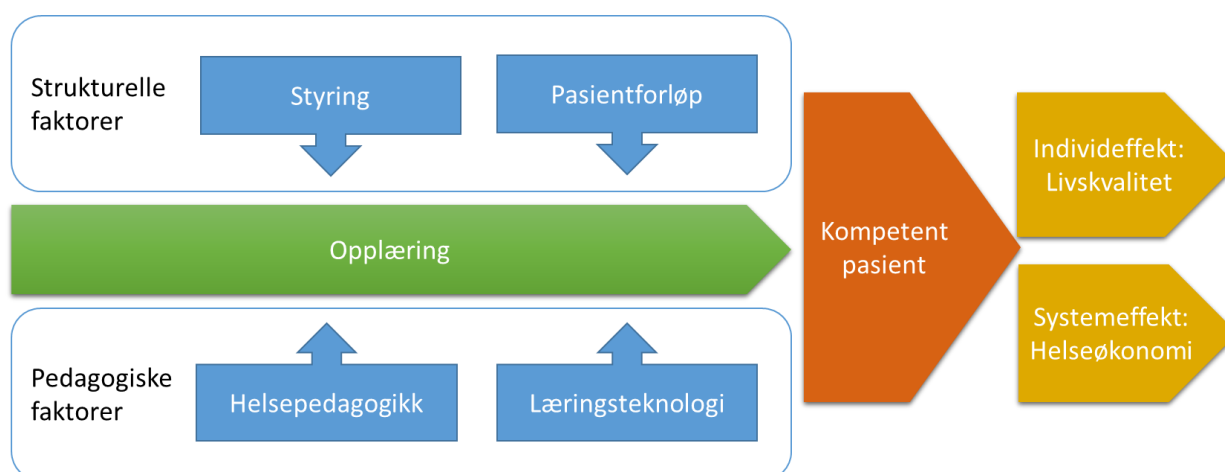 Strukturelle
faktorer
Styring
Pasientforløp
Opplæring
Pedagogiske
faktorer
Helsepedagogikk
Læringsteknologi
Kompetent
pasient
Individeffekt:
Livskvalitet
Systemeffekt:
Helseøkonomi